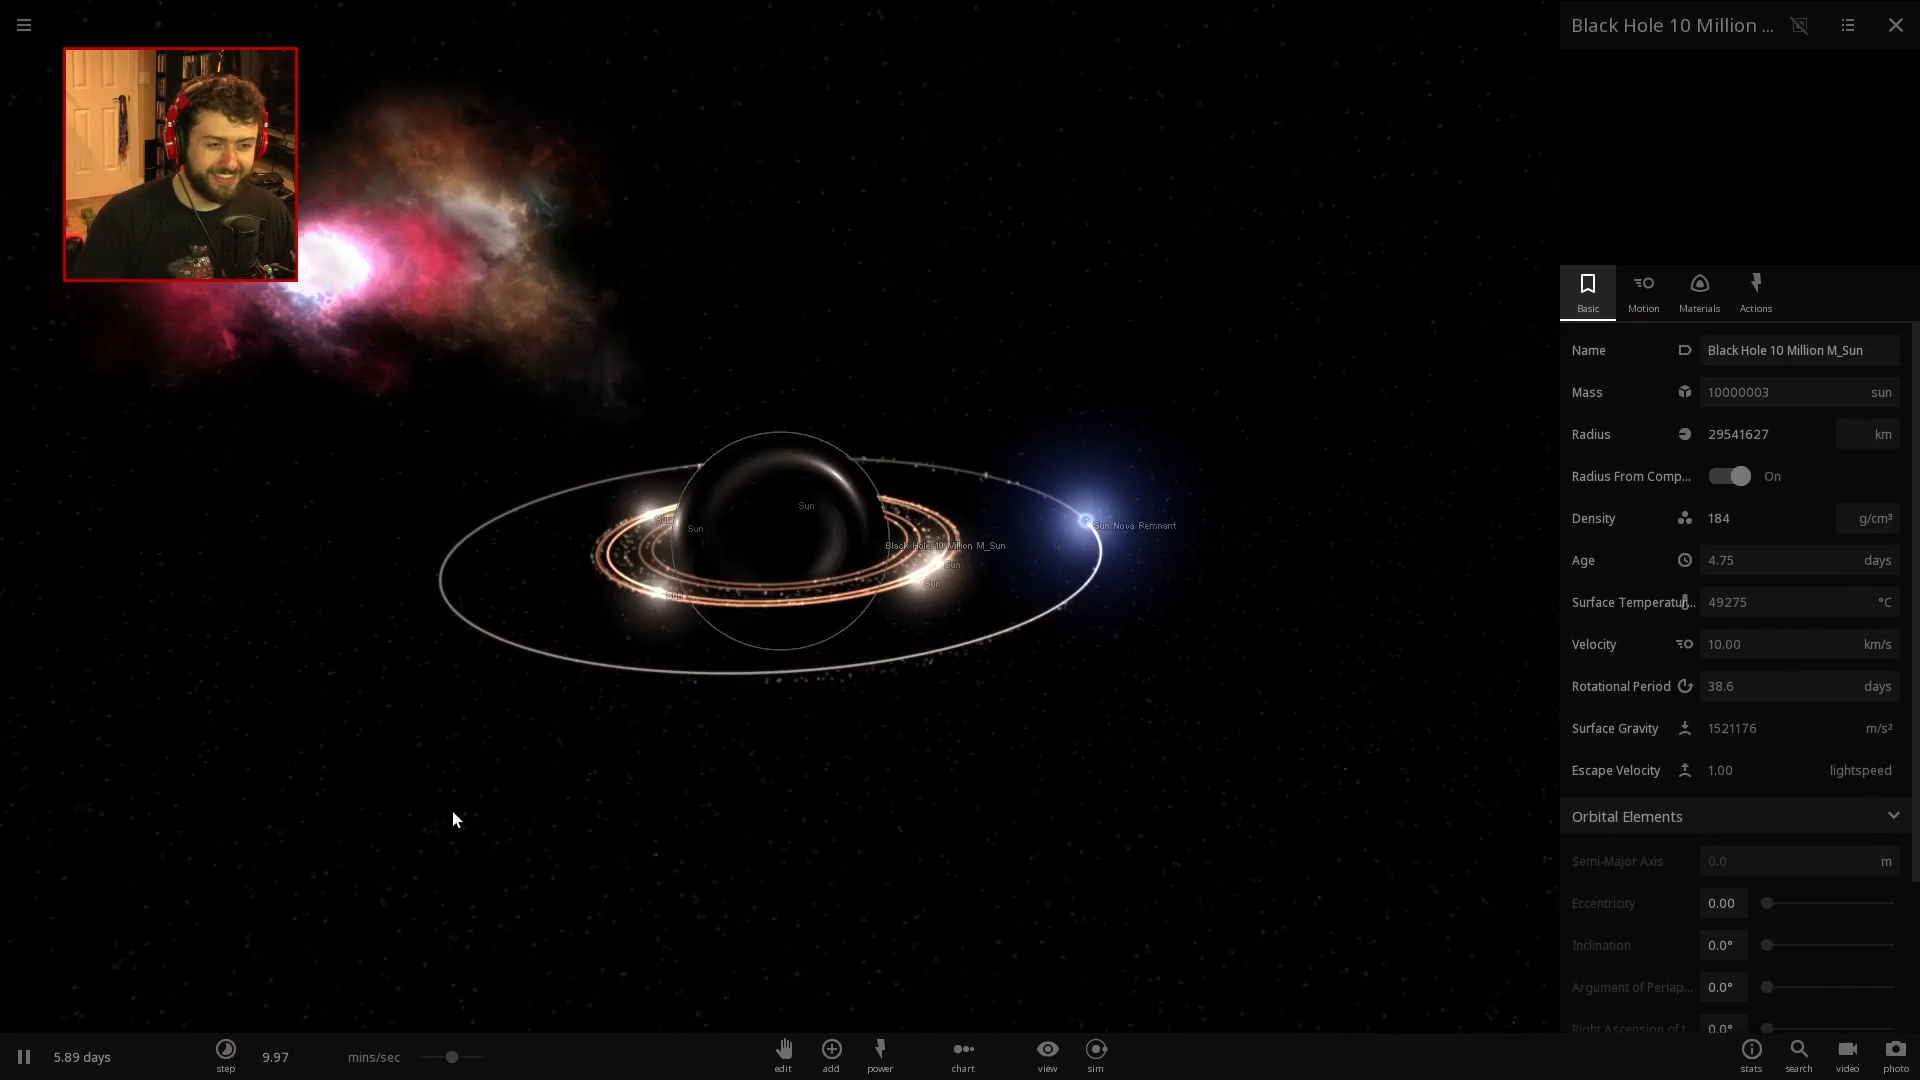 Black Hole 10 Million ...
Basic
Motion
Materials
Actions
Name
Black Hole 10 Million M_Sun
Mass
10000003
sun
Radius
29541627
km
Radius From Comp...
On
Density
184
g/cm³
Age
4.75
days
Surface Temperatur...
49275
°C
Velocity
10.00
km/s
Rotational Period
38.6
days
Surface Gravity
1521176
m/s²
Escape Velocity
1.00
lightspeed
Orbital Elements
Semi-Major Axis
0.0
m
Eccentricity
0.00
Inclination
0.0°
Argument of Periap...
0.0°
Right Ascension of t...
0.0°
Sun
Sun
Sun
Sun Nova Remnant
Black Hole 10 Million M_Sun
Sun
Sun
Sun
5.89 days
step
9.97
mins/sec
edit
add
power
chart
view
sim
stats
search
video
photo